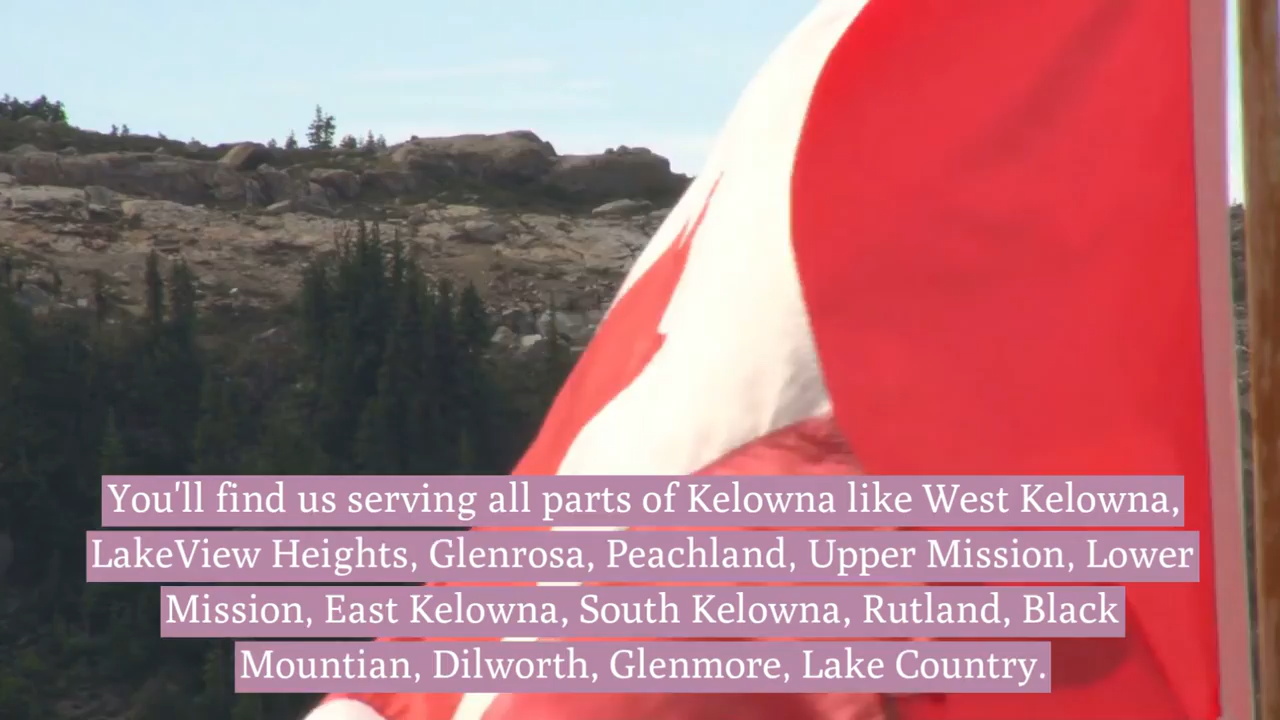 You'll find us serving all parts of Kelowna like West Kelowna,
LakeView Heights, Glenrosa, Peachland, Upper Mission, Lower
Mission, East Kelowna, South Kelowna, Rutland, Black
Mountian, Dilworth, Glenmore, Lake Country.